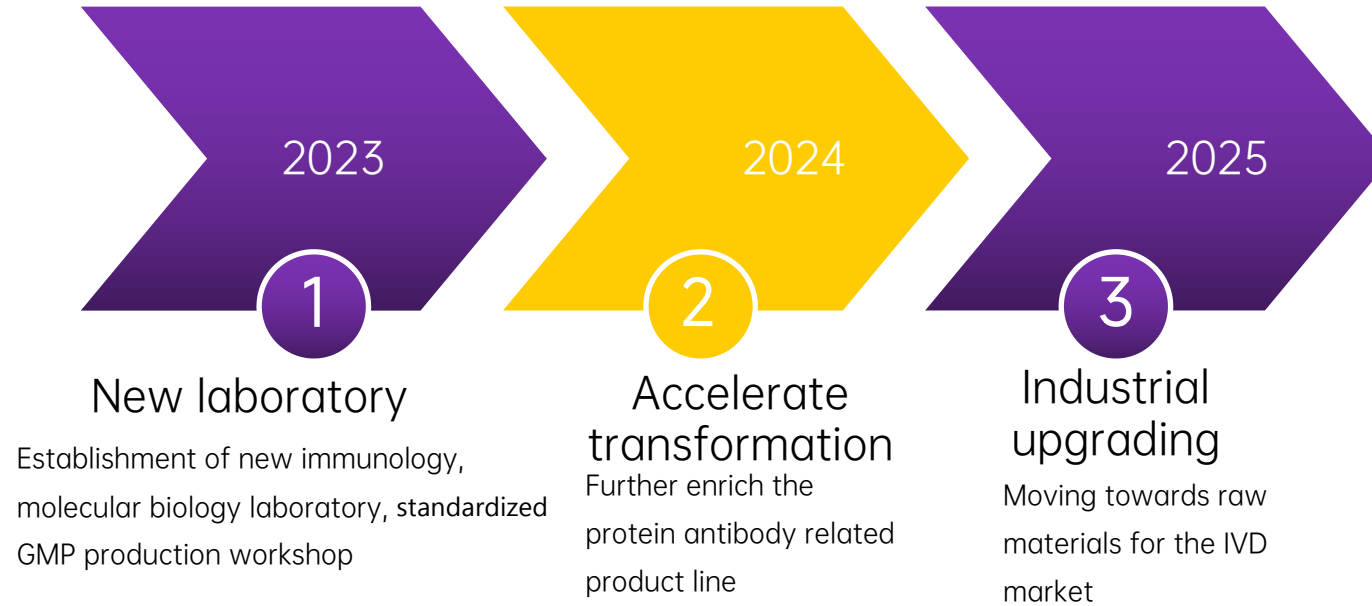 2023
1
New laboratory
Establishment of new immunology,
molecular biology laboratory, standardized
GMP production workshop
2024
2
Accelerate
transformation
Further enrich the
protein antibody related
product line
2025
3
Industrial
upgrading
Moving towards raw
materials for the IVD
market